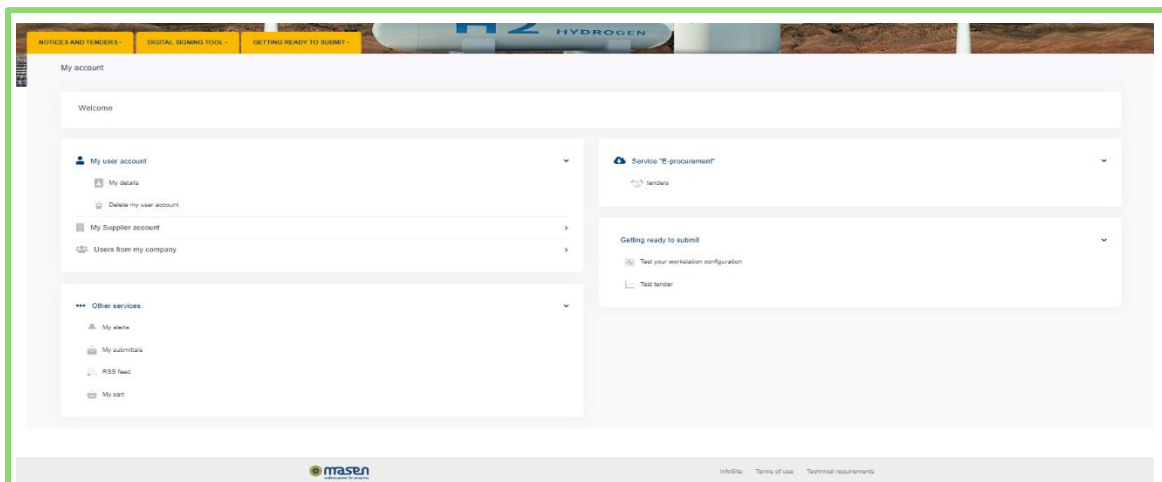 H2 HYDROGEN
NOTICES AND TENDERS
DIGITAL SIGNING TOOL
GETTING READY TO SUBMIT
My account
Welcome
My user account
My details
Delete my user account
My Supplier account
Users from my company
Other services
My alerts
My submittals
RSS feed
My cart
Service "E-procurement"
tenders
Getting ready to submit
Test your workstation configuration
Test tender
masen
InfoSite Terms of use Technical requirements